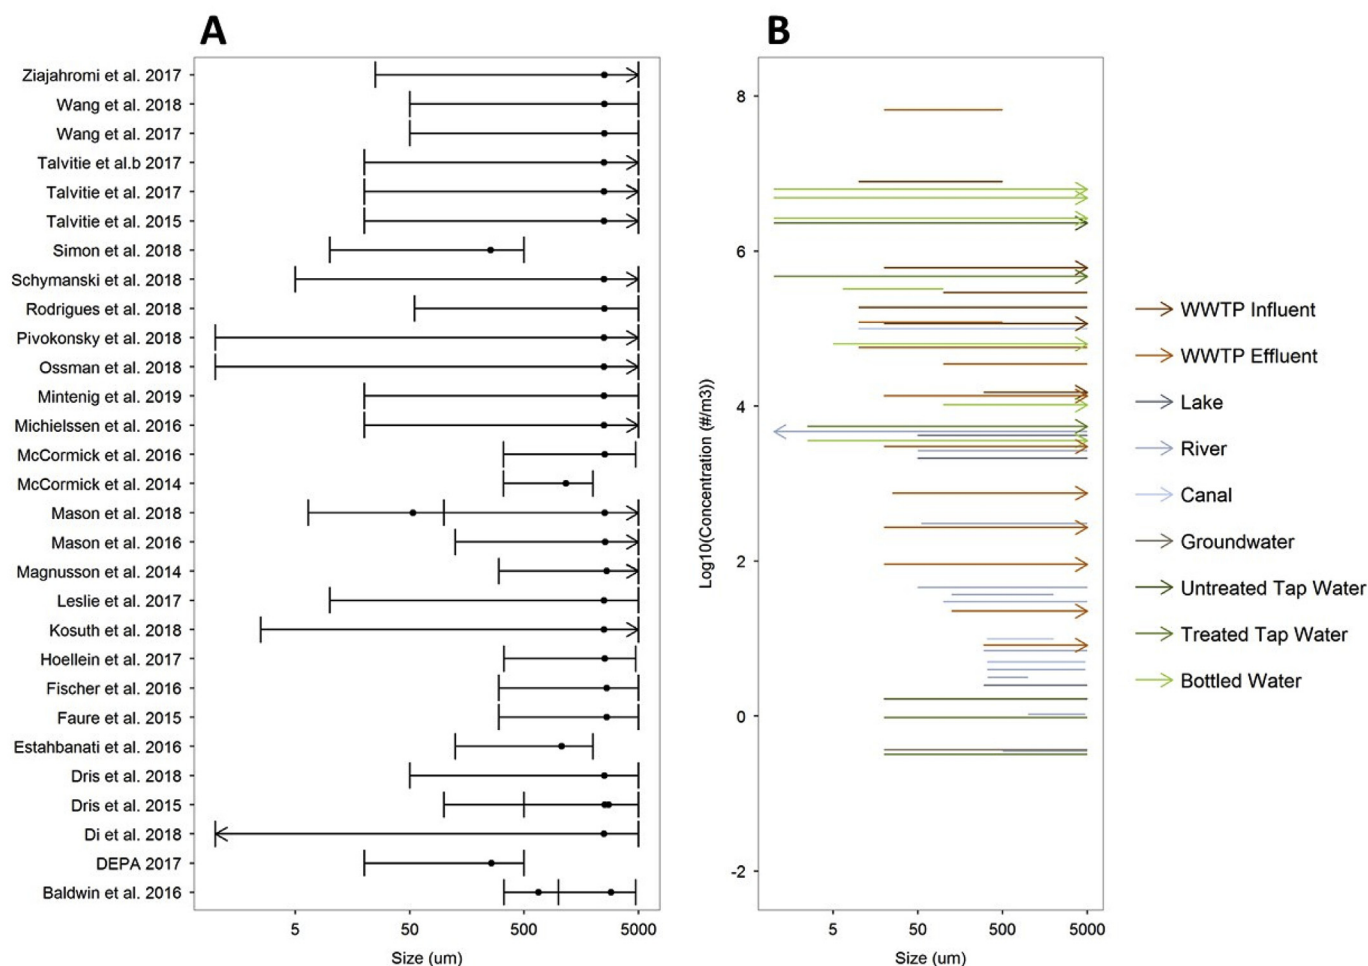 A
Ziajahromi et al. 2017
Wang et al. 2018
Wang et al. 2017
Talvitie et al.b 2017
Talvitie et al. 2017
Talvitie et al. 2015
Simon et al. 2018
Schymanski et al. 2018
Rodrigues et al. 2018
Pivokonsky et al. 2018
Ossman et al. 2018
Mintenig et al. 2019
Michielssen et al. 2016
McCormick et al. 2016
McCormick et al. 2014
Mason et al. 2018
Mason et al. 2016
Magnusson et al. 2014
Leslie et al. 2017
Kosuth et al. 2018
Hoellein et al. 2017
Fischer et al. 2016
Faure et al. 2015
Estahbanati et al. 2016
Dris et al. 2018
Dris et al. 2015
Di et al. 2018
DEPA 2017
Baldwin et al. 2016
5 50 500 5000
Size (um)
B
Log10(Concentration (#/m3))
8
6
4
2
0
-2
5 50 500 5000
Size (um)
WWTP Influent
WWTP Effluent
Lake
River
Canal
Groundwater
Untreated Tap Water
Treated Tap Water
Bottled Water